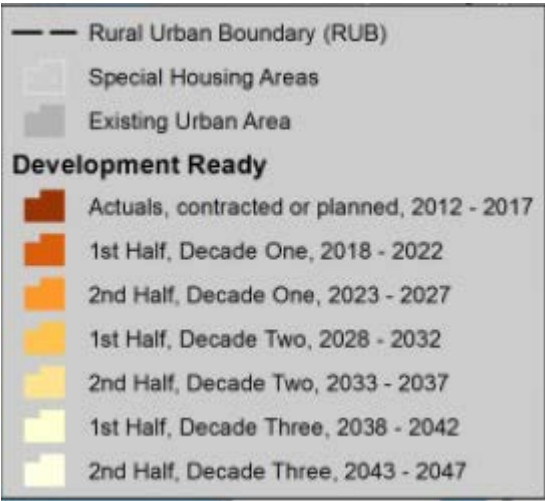 Rural Urban Boundary (RUB)
Special Housing Areas
Existing Urban Area
Development Ready
Actuals, contracted or planned, 2012 - 2017
1st Half, Decade One, 2018 - 2022
2nd Half, Decade One, 2023 - 2027
1st Half, Decade Two, 2028 - 2032
2nd Half, Decade Two, 2033 - 2037
1st Half, Decade Three, 2038 - 2042
2nd Half, Decade Three, 2043 - 2047